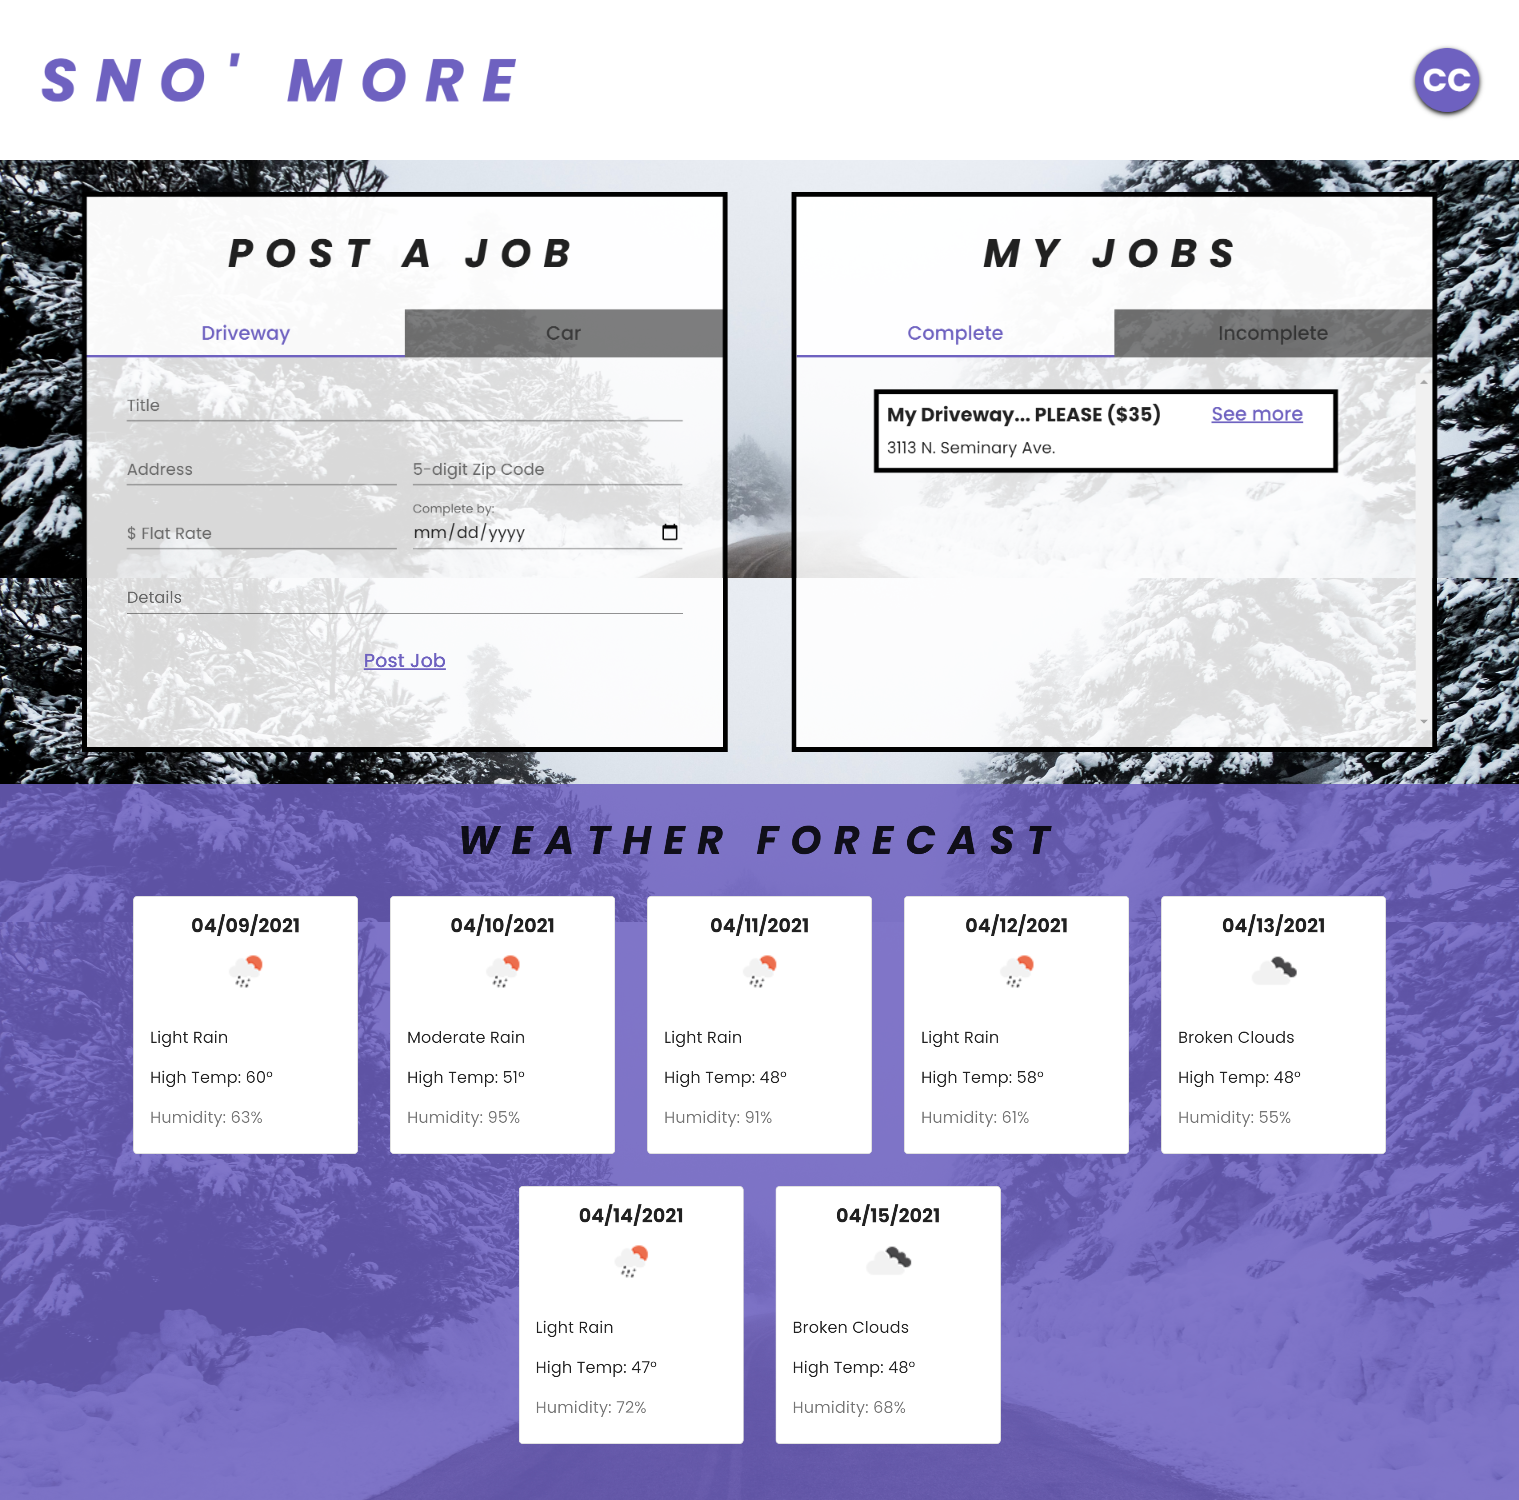 SNO' MORE
CC
POST A JOB
Driveway
Car
Title
Address
5-digit Zip Code
$ Flat Rate
Complete by:
mm/dd/yyyy
Details
Post Job
MY JOBS
Complete
Incomplete
My Driveway... PLEASE ($35)
See more
3113 N. Seminary Ave.
WEATHER FORECAST
04/09/2021
Light Rain
High Temp: 60°
Humidity: 63%
04/10/2021
Moderate Rain
High Temp: 51°
Humidity: 95%
04/11/2021
Light Rain
High Temp: 48°
Humidity: 91%
04/12/2021
Light Rain
High Temp: 58°
Humidity: 61%
04/13/2021
Broken Clouds
High Temp: 48°
Humidity: 55%
04/14/2021
Light Rain
High Temp: 47°
Humidity: 72%
04/15/2021
Broken Clouds
High Temp: 48°
Humidity: 68%